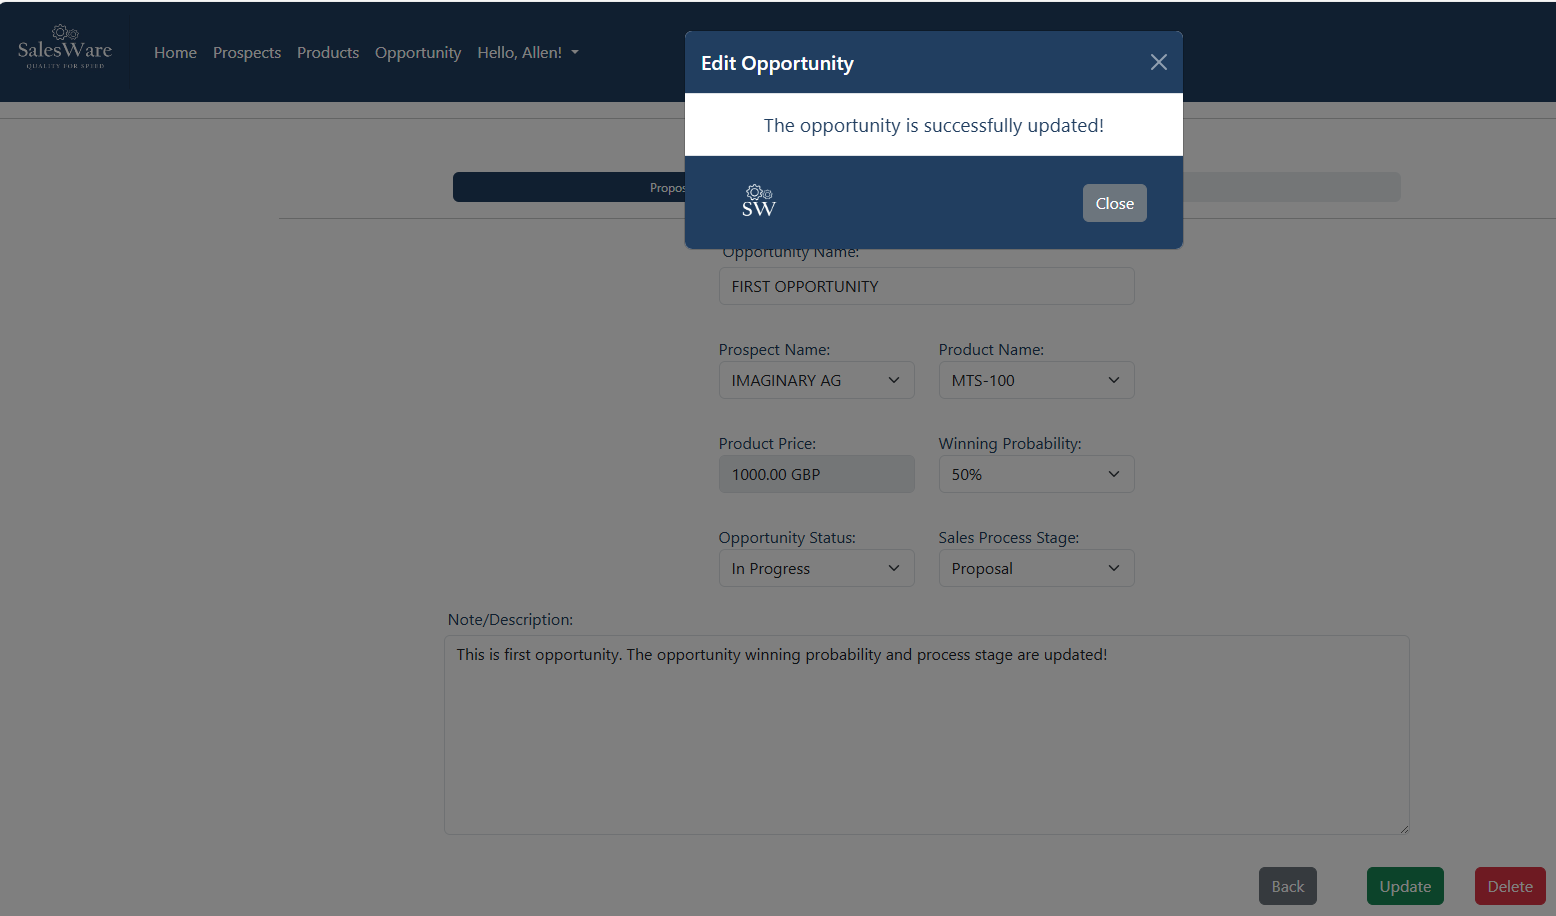 SalesWare
QUALITY FOR SPEED
Home Prospects Products Opportunity Hello, Allen!
Edit Opportunity
The opportunity is successfully updated!
SW
Close
Opportunity Name:
FIRST OPPORTUNITY
Prospect Name: Product Name:
IMAGINARY AG MTS-100
Product Price: Winning Probability:
1000.00 GBP 50%
Opportunity Status: Sales Process Stage:
In Progress Proposal
Note/Description:
This is first opportunity. The opportunity winning probability and process stage are updated!
Back Update Delete